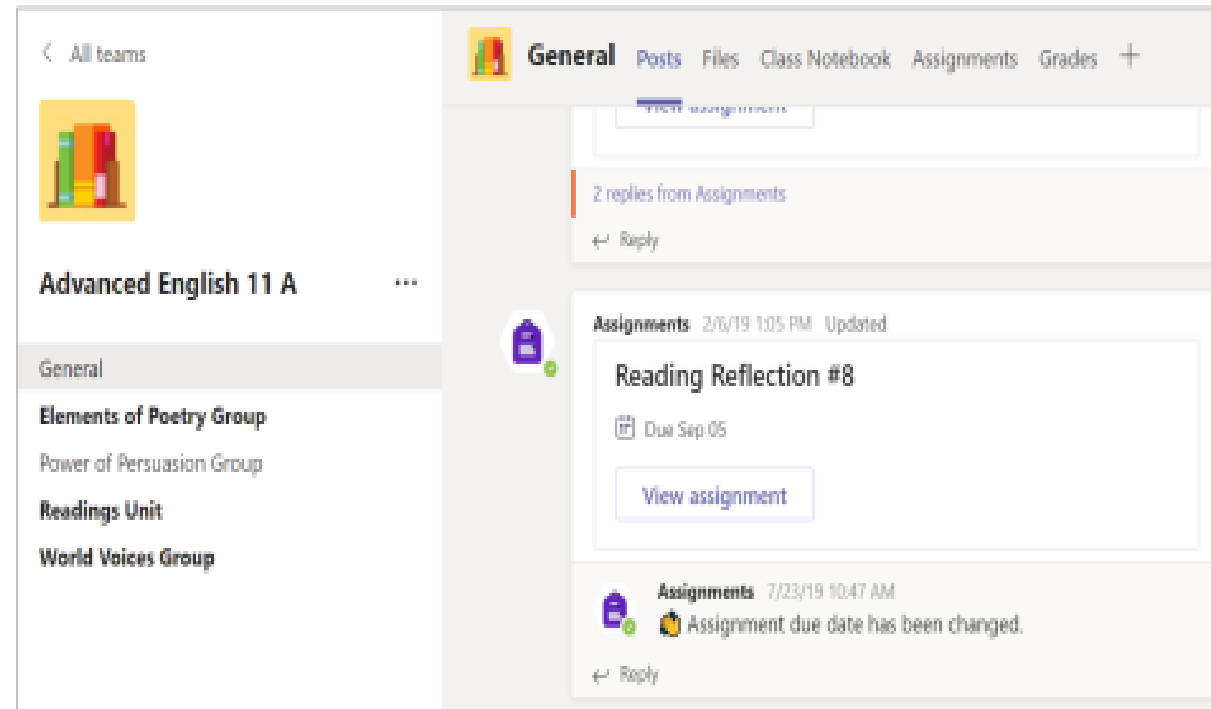 All teams
Advanced English 11 A
General
Elements of Poetry Group
Power of Persuasion Group
Readings Unit
World Voices Group
General Posts Files Class Notebook Assignments Grades
View assignment
2 replies from Assignments
Reply
Assignments 2/6/19 1:05 PM Updated
Reading Reflection #8
Due Sep 05
View assignment
Assignments 7/23/19 10:47 AM
Assignment due date has been changed.
Reply